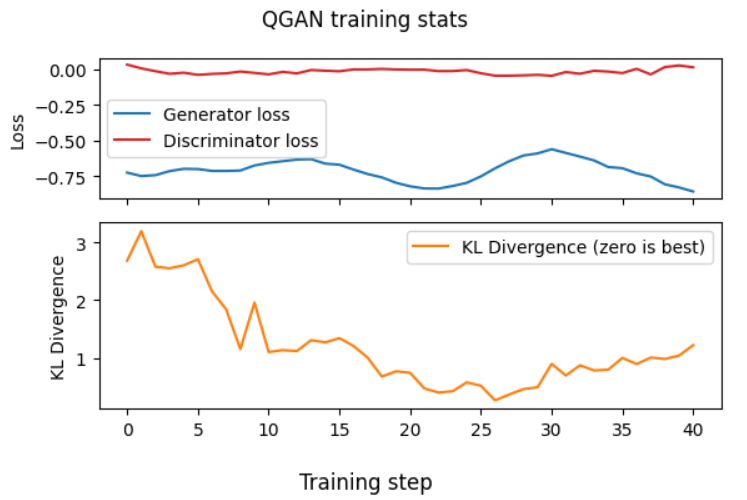 QGAN training stats
0.00
−0.25
−0.50
−0.75
Loss
Generator loss
Discriminator loss
3
2
1
KL Divergence
KL Divergence (zero is best)
0 5 10 15 20 25 30 35 40
Training step